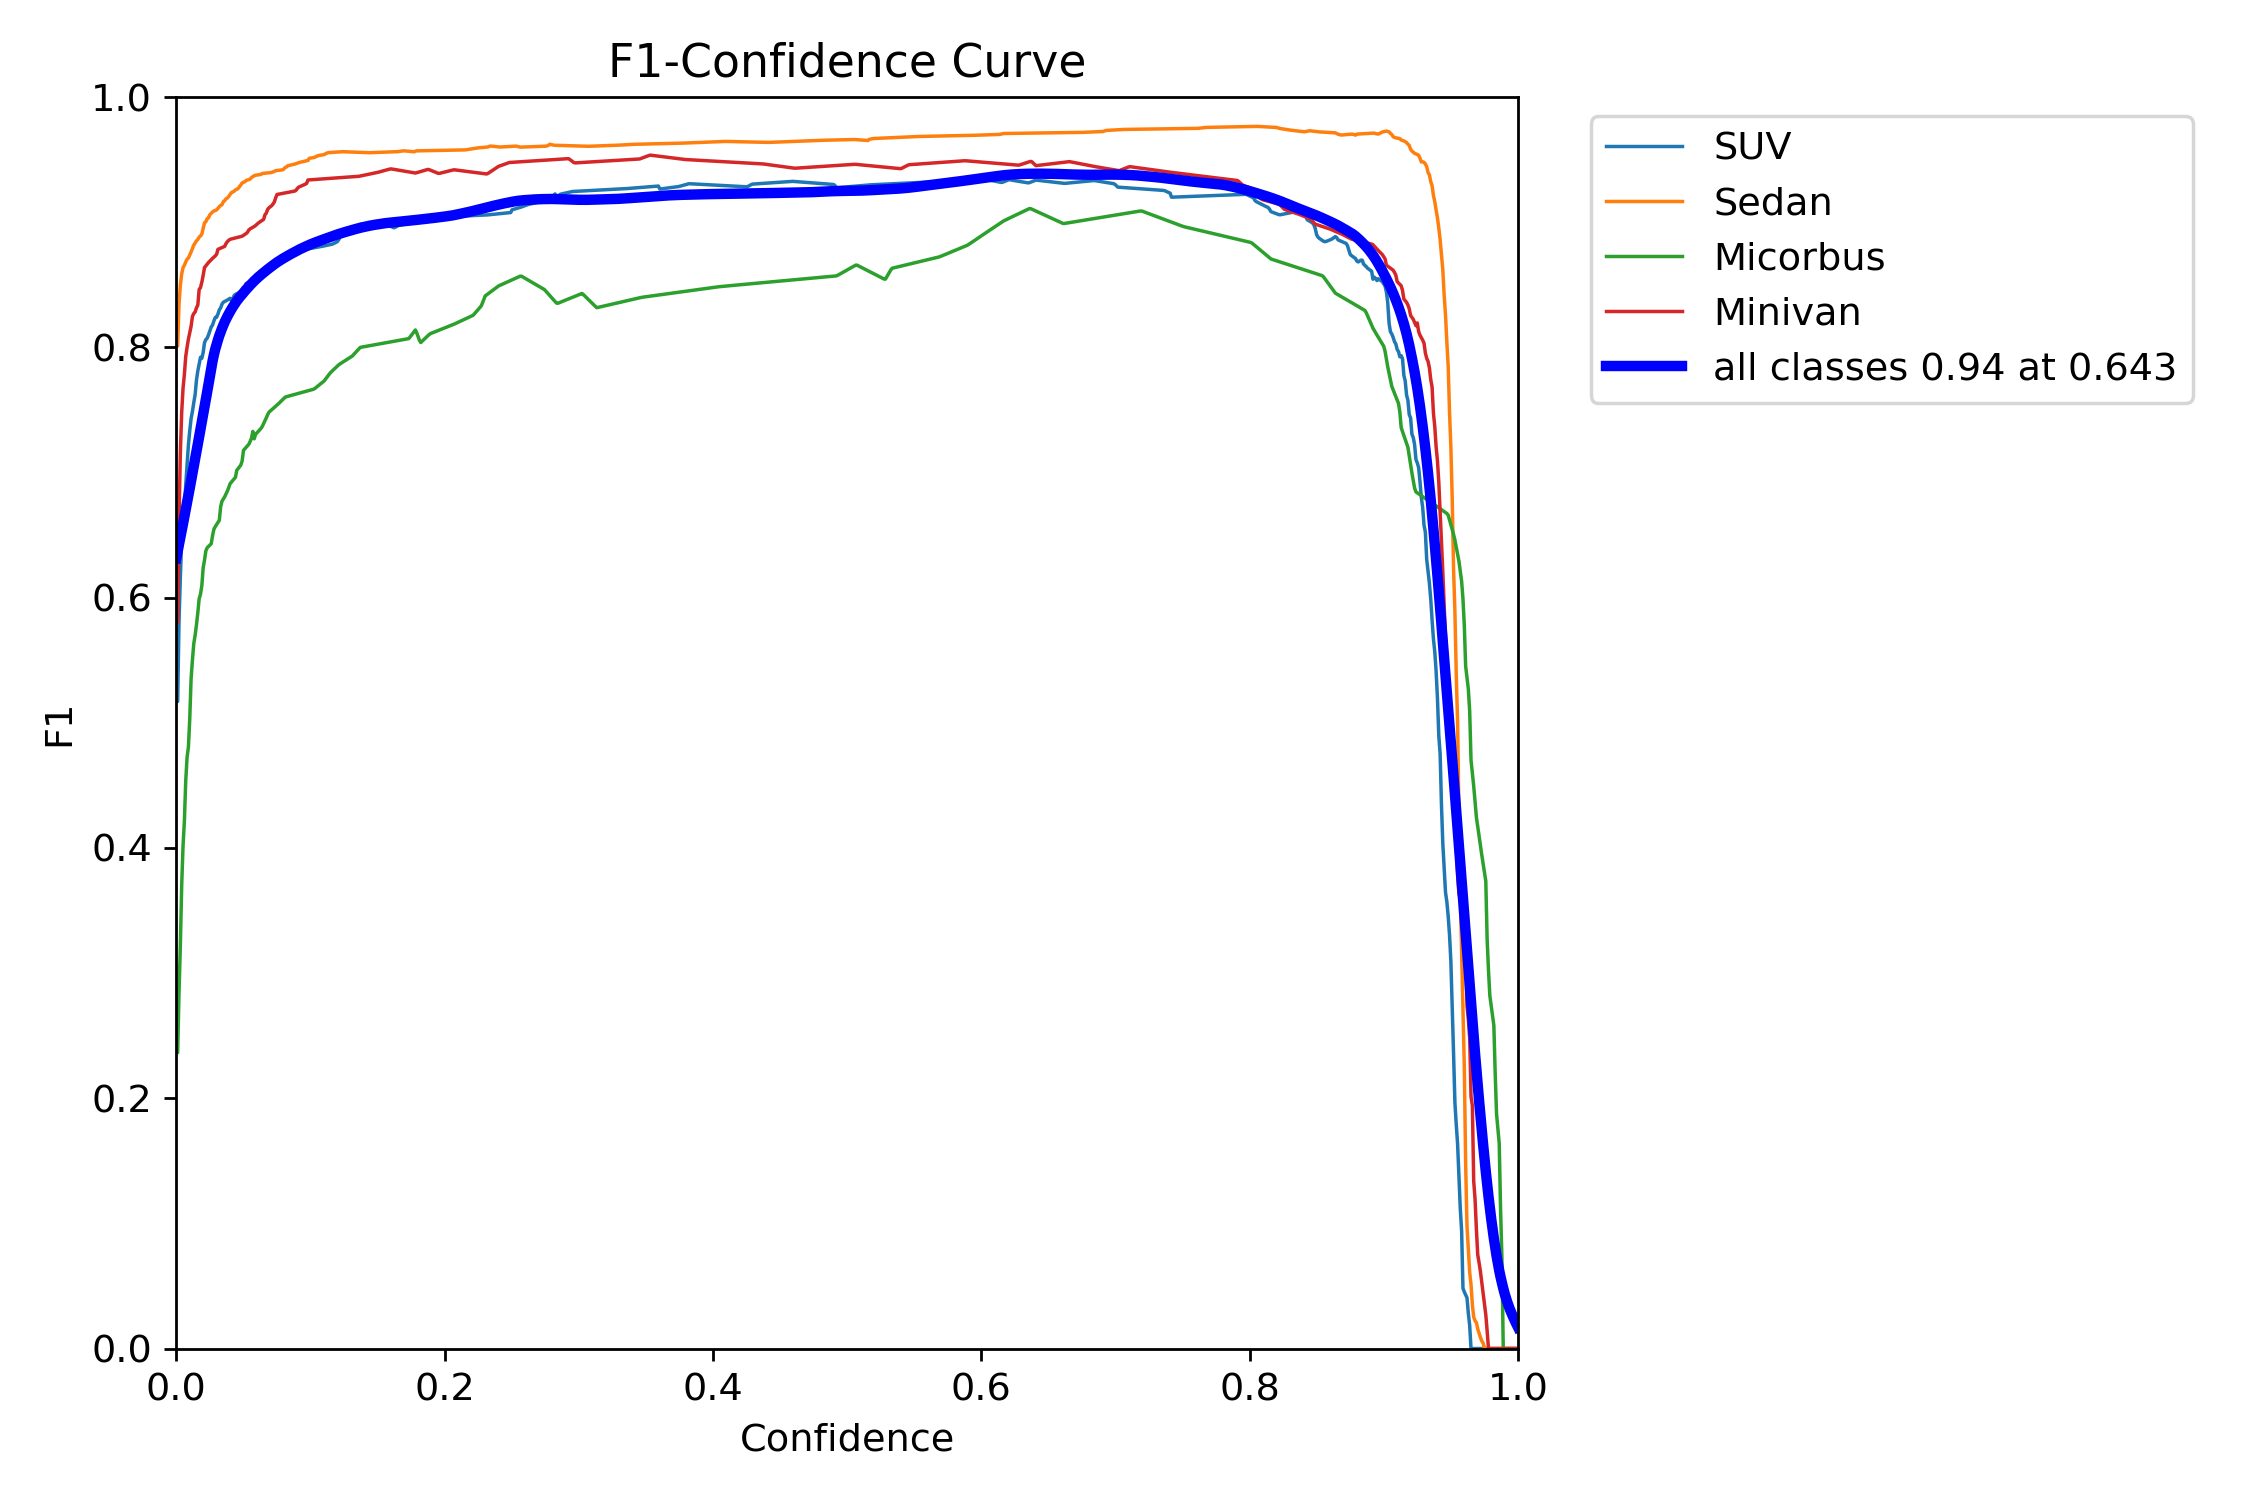 F1-Confidence Curve
1.0
0.8
0.6
0.4
0.2
0.0
F1
0.0 0.2 0.4 0.6 0.8 1.0
Confidence
SUV
Sedan
Micorbus
Minivan
all classes 0.94 at 0.643